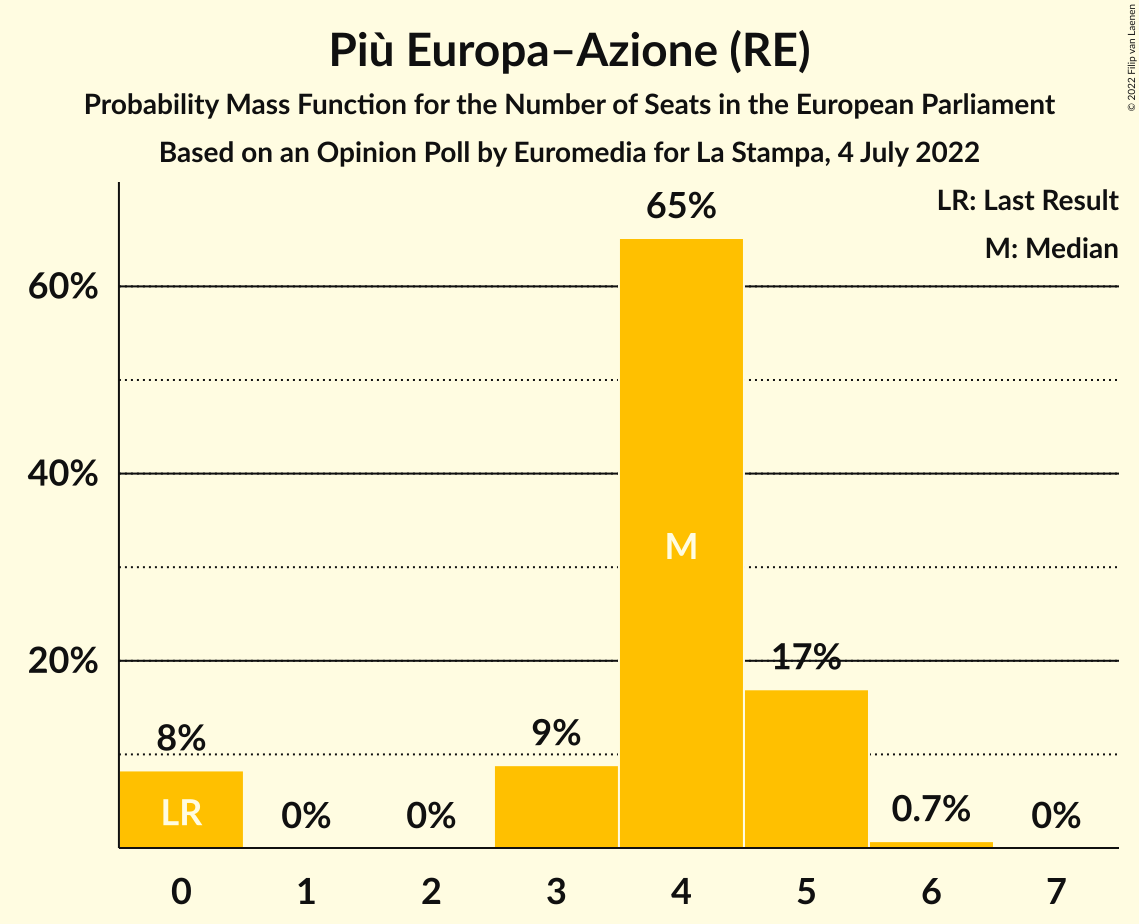 Più Europa–Azione (RE)
Probability Mass Function for the Number of Seats in the European Parliament
Based on an Opinion Poll by Euromedia for La Stampa, 4 July 2022
© 2022 Filip van Laenen
LR: Last Result
M: Median
60%
40%
20%
8%
0%
0%
9%
65%
17%
0.7%
0%
LR
M
0 1 2 3 4 5 6 7